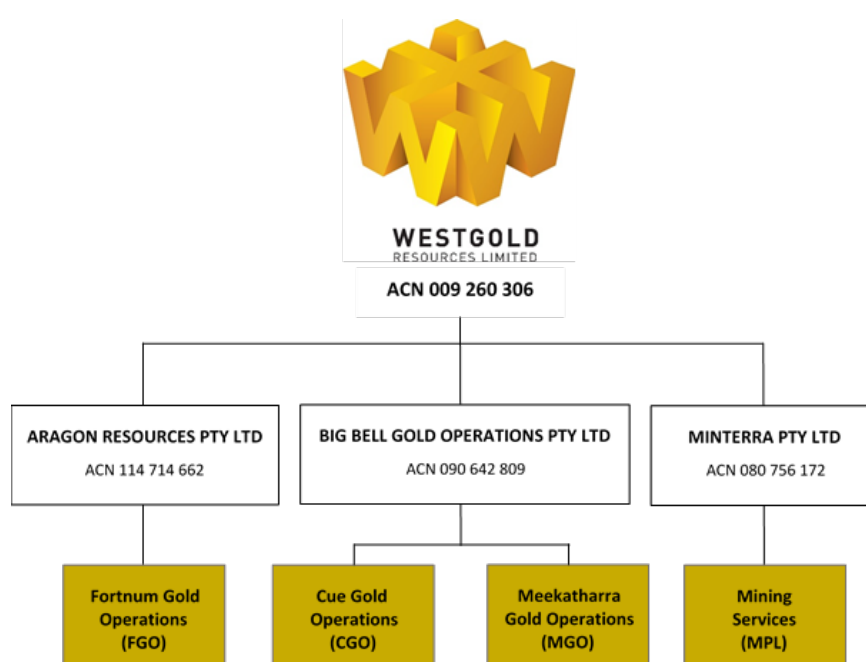 WESTGOLD
RESOURCES LIMITED
ACN 009 260 306
ARAGON RESOURCES PTY LTD
ACN 114 714 662
BIG BELL GOLD OPERATIONS PTY LTD
ACN 090 642 809
MINTERRA PTY LTD
ACN 080 756 172
Fortnum Gold
Operations
(FGO)
Cue Gold
Operations
(CGO)
Meekatharra
Gold Operations
(MGO)
Mining
Services
(MPL)